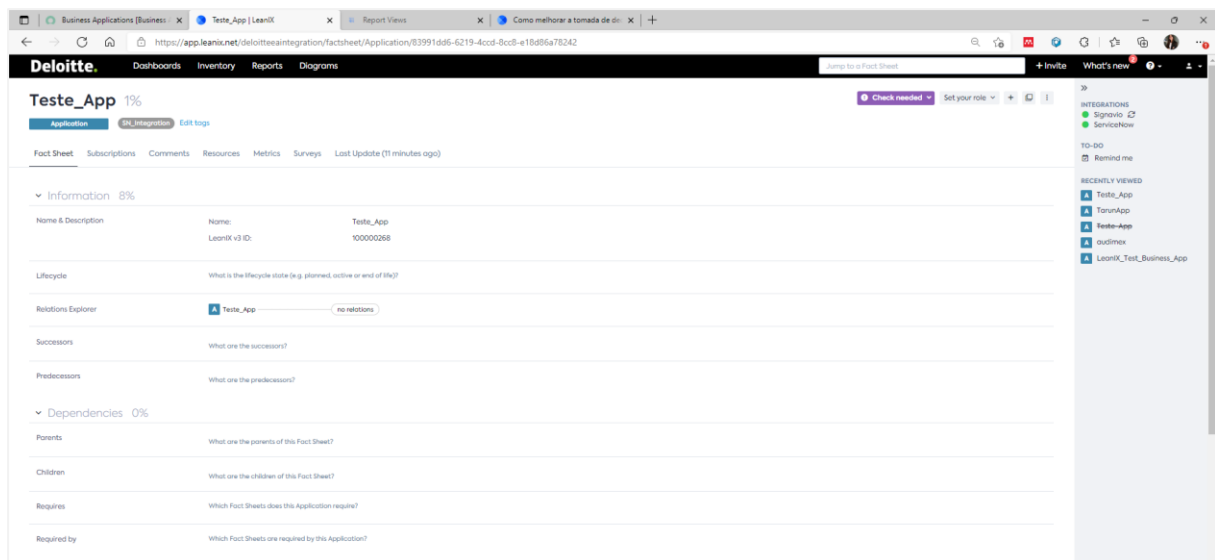 Business Applications [Business A
Teste_App | LeanIX
Report Views
Como melhorar a tomada de de
https://app.leanix.net/deloitteeaintegration/factsheet/Application/83991dd6-6219-4ccd-8cc8-e18d86a78242
Deloitte.
Dashboards Inventory Reports Diagrams
Jump to a Fact Sheet
+ Invite What's new 2
Teste_App 1%
Check needed Set your role
Application SN_Integration Edit tags
Fact Sheet Subscriptions Comments Resources Metrics Surveys Last Update (11 minutes ago)
Information 8%
Name & Description
Name: Teste_App
LeanIX v3 ID: 100000268
Lifecycle What is the lifecycle state (e.g. planned, active or end of life)?
Relations Explorer A Teste_App no relations
Successors What are the successors?
Predecessors What are the predecessors?
Dependencies 0%
Parents What are the parents of this Fact Sheet?
Children What are the children of this Fact Sheet?
Requires Which Fact Sheets does this Application require?
Required by Which Fact Sheets are required by this Application?
INTEGRATIONS
Signavio
ServiceNow
TO-DO
Remind me
RECENTLY VIEWED
A Teste_App
A TarunApp
A Teste-App
A audimex
A LeanIX_Test_Business_App